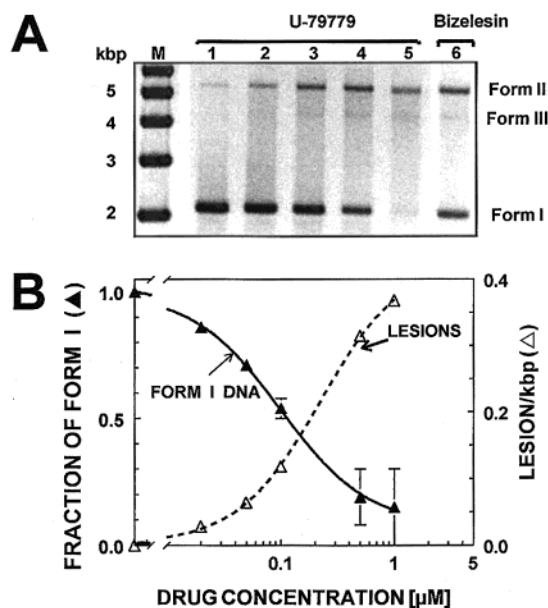 A
U-79779
Bizelesin
kbp M 1 2 3 4 5 6
5
4
3
2
Form II
Form III
Form I
B
FRACTION OF FORM I (▲)
1.0
0.5
0.0
FORM I DNA
LESIONS
0.4
0.2
0.0
LESION/kbp (△)
0.1 1 5
DRUG CONCENTRATION [µM]